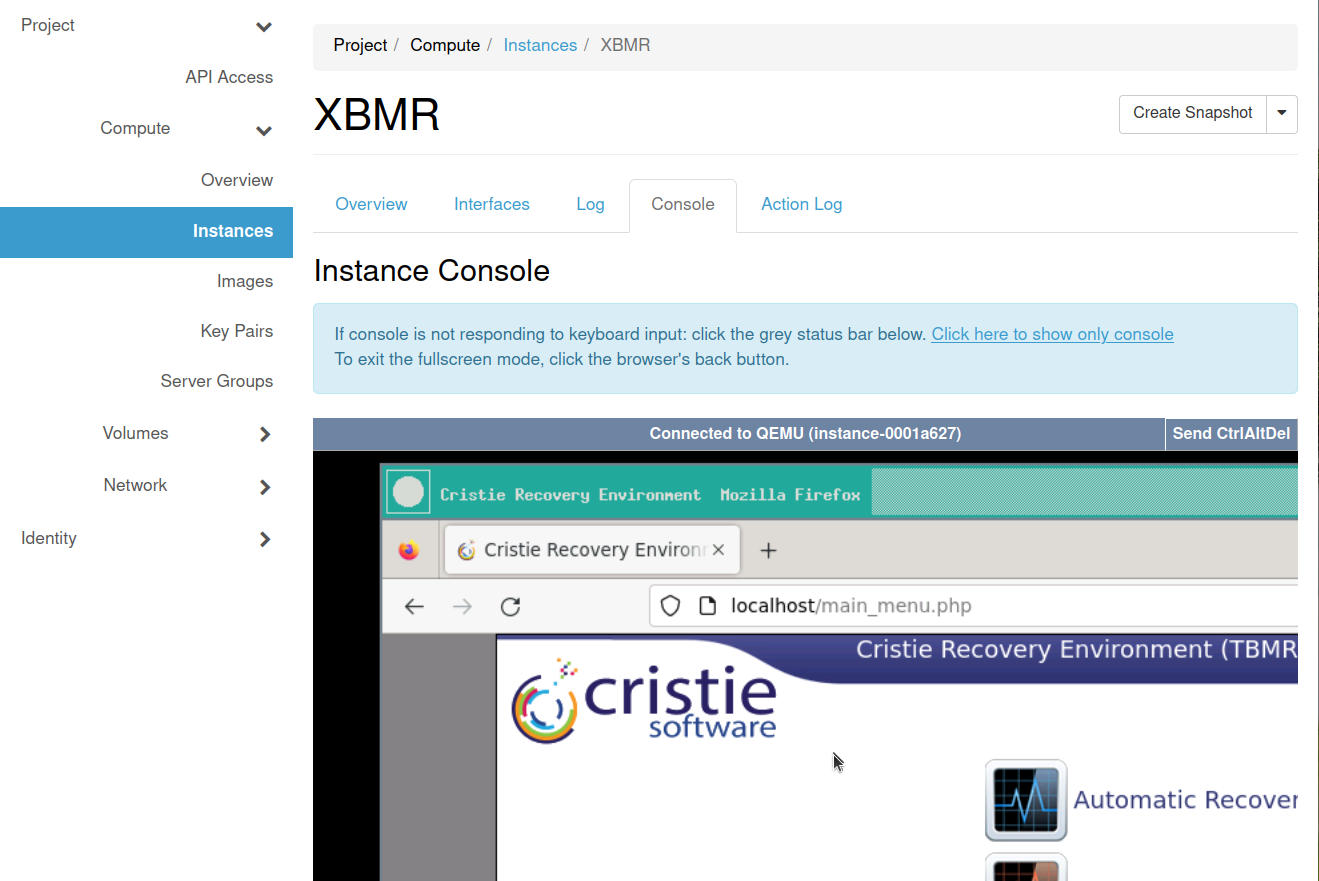 Project
API Access
Compute
Overview
Instances
Images
Key Pairs
Server Groups
Volumes
Network
Identity
Project / Compute / Instances / XBMR
XBMR
Create Snapshot
Overview Interfaces Log Console Action Log
Instance Console
If console is not responding to keyboard input: click the grey status bar below. Click here to show only console
To exit the fullscreen mode, click the browser's back button.
Connected to QEMU (instance-0001a627) Send CtrlAltDel
Cristie Recovery Environment Mozilla Firefox
Cristie Recovery Environ
localhost/main_menu.php
Cristie Recovery Environment (TBMR
cristie
software
Automatic Recover